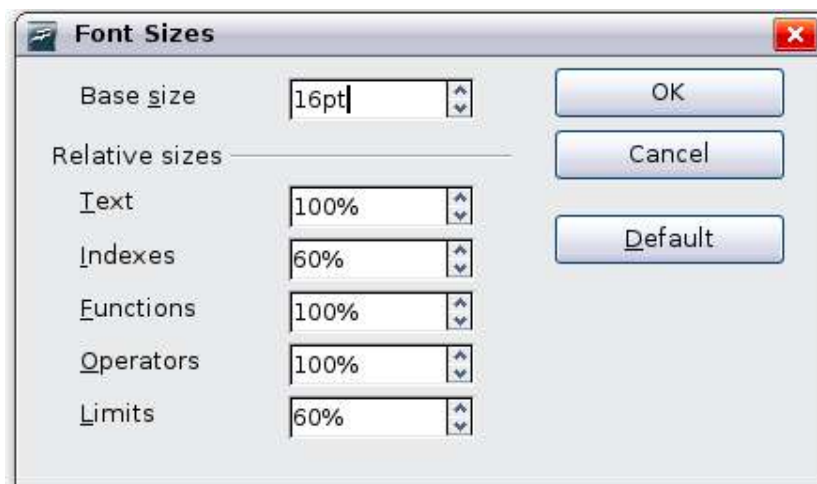 Font Sizes
Base size 16pt OK
Relative sizes Cancel
Text 100%
Default
Indexes 60%
Functions 100%
Operators 100%
Limits 60%